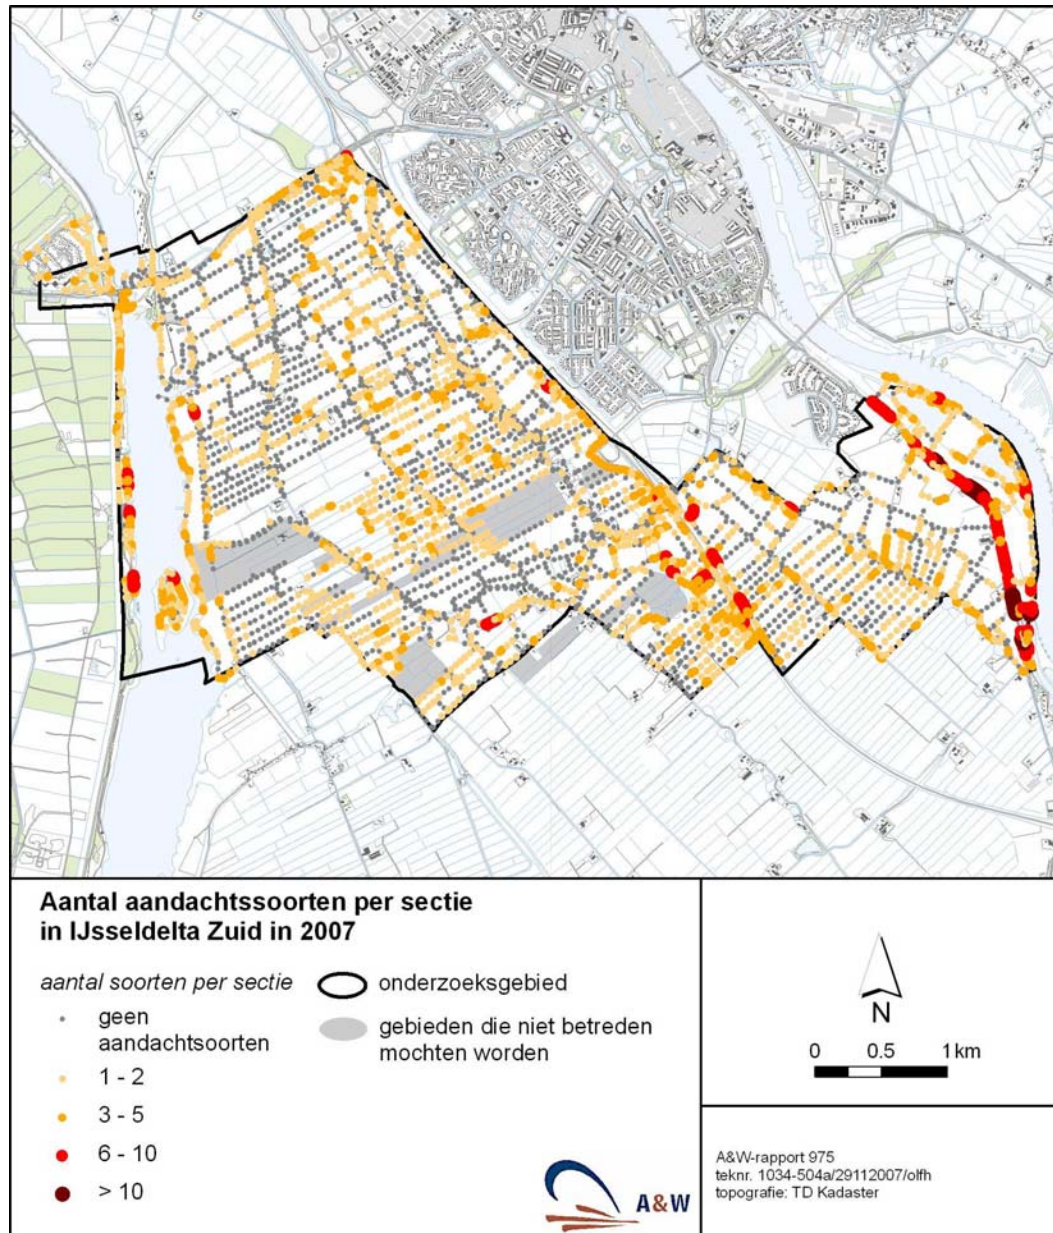 Aantal aandachtssoorten per sectie
in IJsseldelta Zuid in 2007
aantal soorten per sectie
geen
aandachtsoorten
1 - 2
3 - 5
6 - 10
> 10
onderzoeksgebied
gebieden die niet betreden
mochten worden
A&W
N
0 0.5 1 km
A&W-rapport 975
teknr. 1034-504a/29112007/olfh
topografie: TD Kadaster